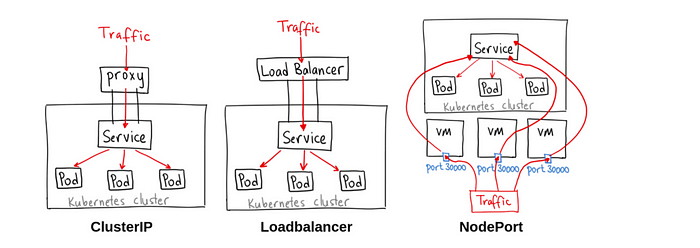 Traffic
proxy
Service
Pod
Pod
Pod
Kubernetes cluster
ClusterIP
Traffic
Load Balancer
Service
Pod
Pod
Pod
Kubernetes cluster
Loadbalancer
Service
Pod
Pod
Pod
Kubernetes cluster
VM
VM
VM
port 30000
port 30000
port 30000
Traffic
NodePort